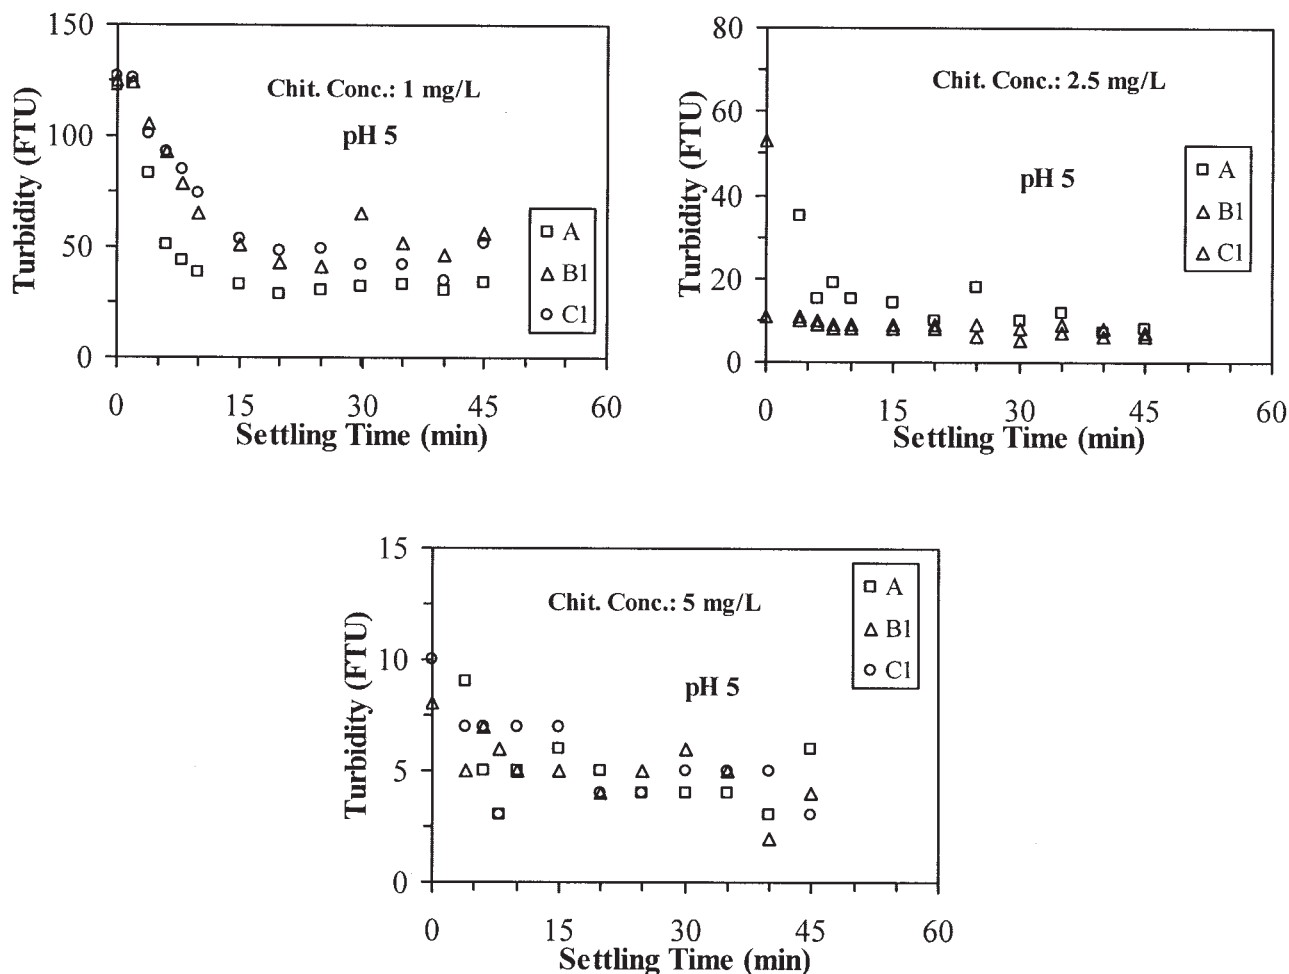 150
100
50
0
Turbidity (FTU)
Chit. Conc.: 1 mg/L
pH 5
A
B1
C1
0 15 30 45 60
Settling Time (min)
80
60
40
20
0
Turbidity (FTU)
Chit. Conc.: 2.5 mg/L
pH 5
A
B1
C1
0 15 30 45 60
Settling Time (min)
15
10
5
0
Turbidity (FTU)
Chit. Conc.: 5 mg/L
pH 5
A
B1
C1
0 15 30 45 60
Settling Time (min)